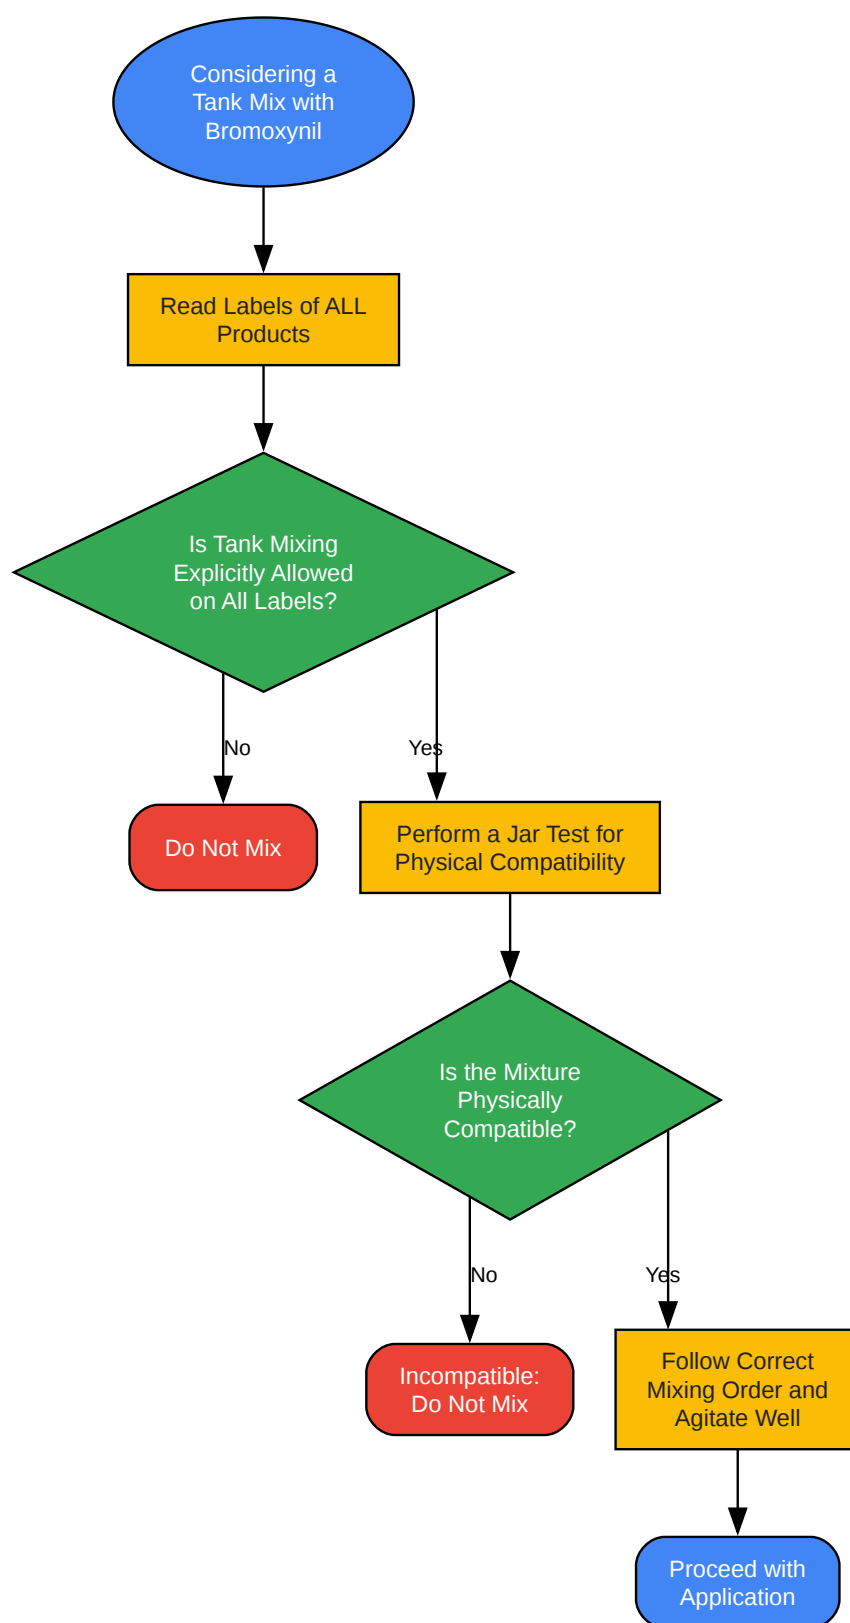 Considering a
Tank Mix with
Bromoxynil
Read Labels of ALL
Products
Is Tank Mixing
Explicitly Allowed
on All Labels?
No
Yes
Do Not Mix
Perform a Jar Test for
Physical Compatibility
Is the Mixture
Physically
Compatible?
No
Yes
Incompatible:
Do Not Mix
Follow Correct
Mixing Order and
Agitate Well
Proceed with
Application